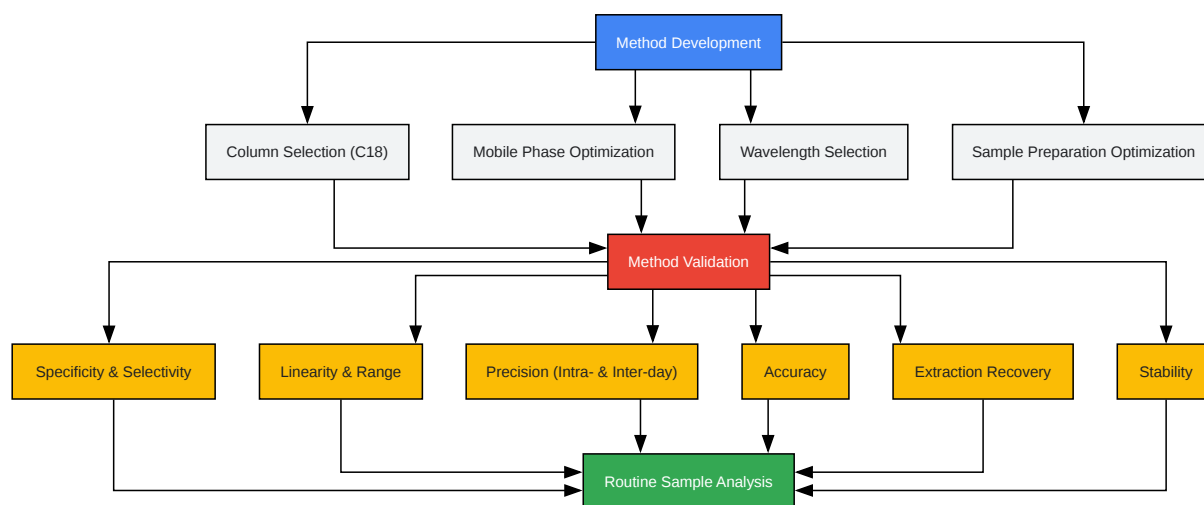 Method Development
Column Selection (C18)
Mobile Phase Optimization
Wavelength Selection
Sample Preparation Optimization
Method Validation
Specificity & Selectivity
Linearity & Range
Precision (Intra- & Inter-day)
Accuracy
Extraction Recovery
Stability
Routine Sample Analysis